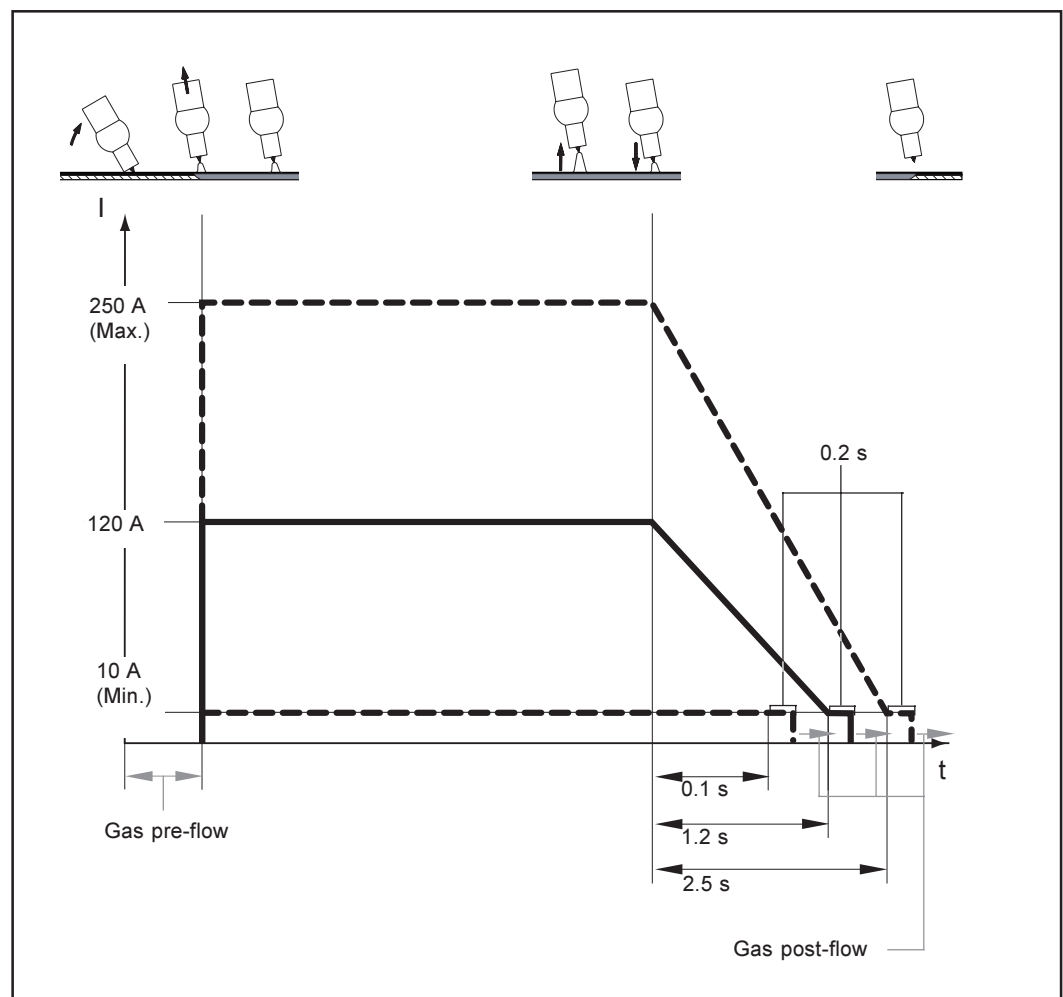 I
250 A
(Max.)
0.2 s
120 A
10 A
(Min.)
t
0.1 s
Gas pre-flow
1.2 s
2.5 s
Gas post-flow